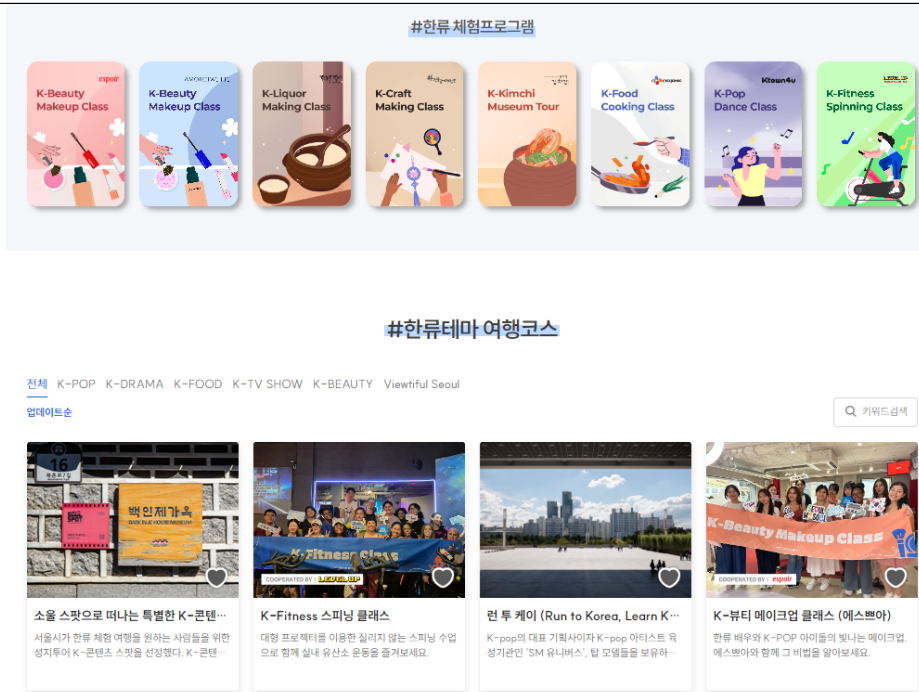 #한류 체험프로그램
espoir
K-Beauty
Makeup Class
K-Beauty
Makeup Class
K-Liquor
Making Class
K-Craft
Making Class
K-Kimchi
Museum Tour
K-Food
Cooking Class
Ktown4u
K-Pop
Dance Class
K-Fitness
Spinning Class
#한류테마 여행코스
전체 K-POP K-DRAMA K-FOOD K-TV SHOW K-BEAUTY Viewtiful Seoul
업데이트순
키워드검색
16
백인제가옥
BAEK INJE HOUSE MUSEUM
K-Fitness Class
COOPERATED BY | LEVEL UP
K-Beauty Makeup Class
COOPERATED BY | espoir
소울 스팟으로 떠나는 특별한 K-콘텐…
서울시가 한류 체험 여행을 원하는 사람들을 위한
성지투어 K-콘텐츠 스팟을 선정했다. K-콘텐…
K-Fitness 스피닝 클래스
대형 프로젝터를 이용한 질리지 않는 스피닝 수업
으로 함께 실내 유산소 운동을 즐겨보세요.
런 투 케이 (Run to Korea, Learn K…
K-pop의 대표 기획사이자 K-pop 아티스트 육
성기관인 'SM 유니버스', 탑 모델들을 보유하…
K-뷰티 메이크업 클래스 (에스쁘아)
한류 배우와 K-POP 아이돌의 빛나는 메이크업.
에스쁘아와 함께 그 비법을 알아보세요.